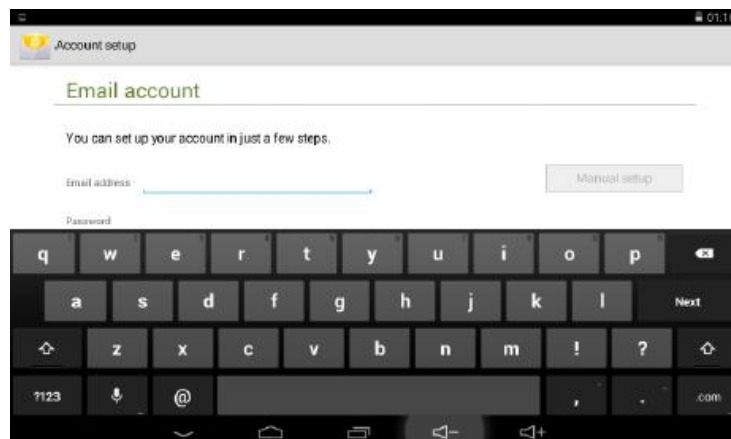 01:16
Account setup
Email account
You can set up your account in just a few steps.
Email address
Manual setup
Password
q w e r t y u i o p
a s d f g h j k l Next
z x c v b n m ! ?
?123 @ , . .com